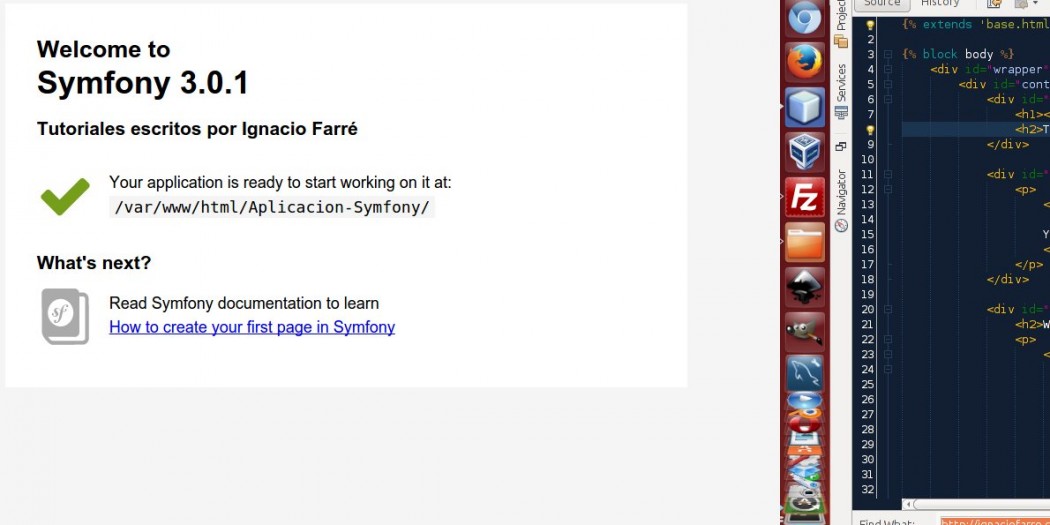 Welcome to
Symfony 3.0.1
Tutoriales escritos por Ignacio Farré
Your application is ready to start working on it at:
/var/www/html/Aplicacion-Symfony/
What's next?
sf
Read Symfony documentation to learn
How to create your first page in Symfony
Fz
Projec
Services
Navigator
Source History
{% extends 'base.html
2
3 {% block body %}
4 <div id="wrapper"
5 <div id="cont
6 <div id="
7 <h1><
<h2>T
9 </div>
10
11 <div id="
12 <p>
13 <
14
15 Y
16 <
17 </p>
18 </div>
19
20 <div id="
21 <h2>W
22 <p>
23 <
24
25
26
27
28
29
30
31
32
Find What: